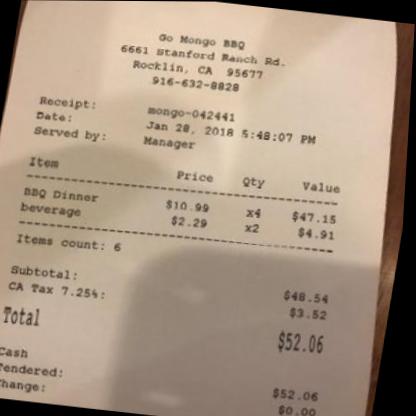 Go Mongo BBQ
6661 Stanford Ranch Rd.
Rocklin, CA 95677
916-632-8828
Receipt: mongo-042441
Date: Jan 28, 2018 5:48:07 PM
Served by: Manager
Item Price Qty Value
BBQ Dinner $10.99 x4 $47.15
beverage $2.29 x2 $4.91
Items count: 6
Subtotal: $48.54
CA Tax 7.25%: $3.52
Total $52.06
Cash
Tendered: $52.06
Change: $0.00